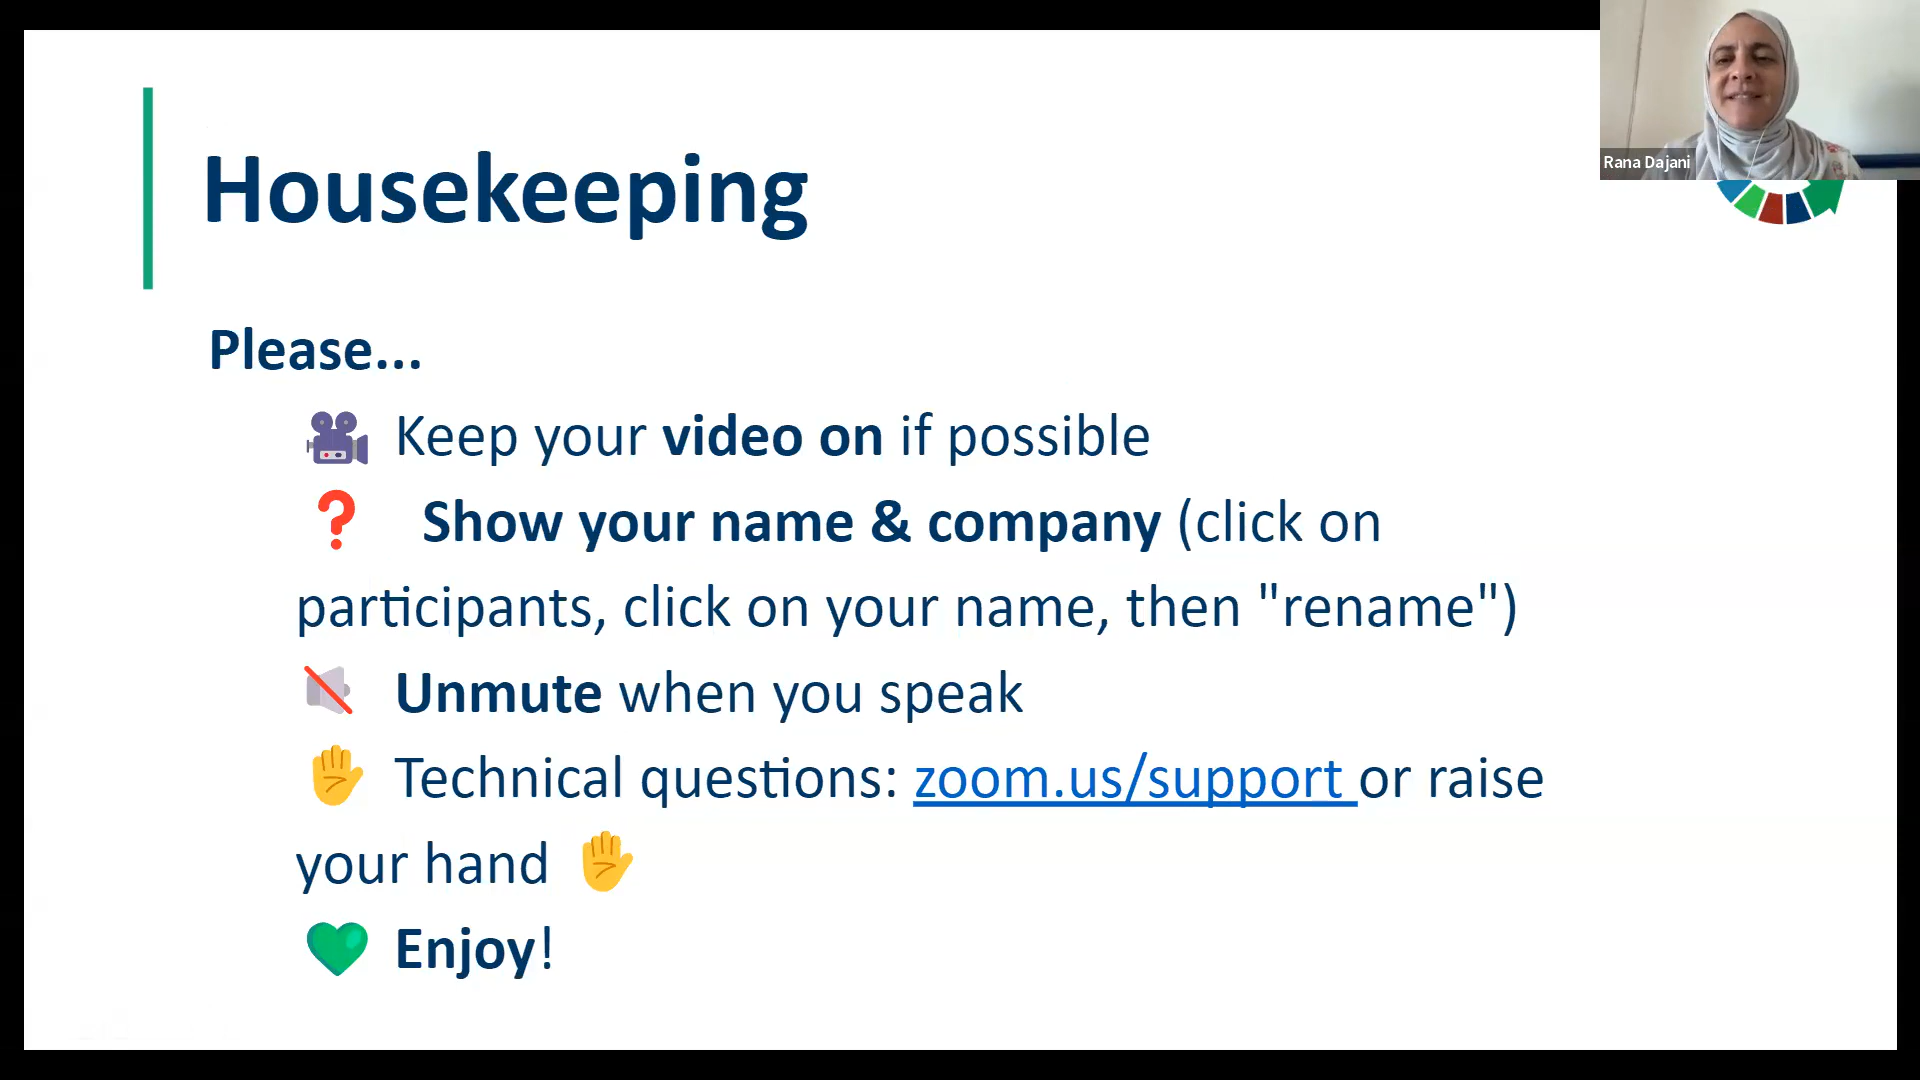 Rana Dajani
Housekeeping
Please...
Keep your video on if possible
Show your name & company (click on
participants, click on your name, then "rename")
Unmute when you speak
Technical questions: zoom.us/support or raise
your hand
Enjoy!